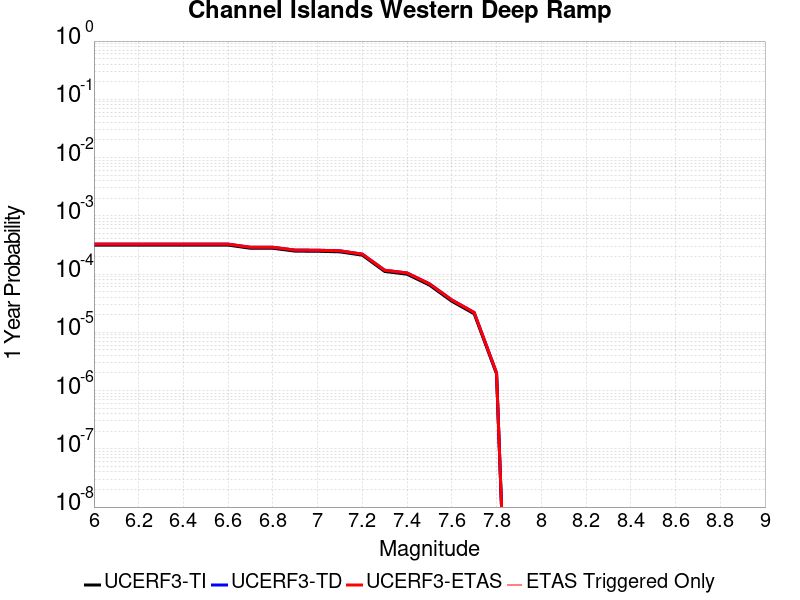 Channel Islands Western Deep Ramp
10^0
10^-1
10^-2
10^-3
10^-4
10^-5
10^-6
10^-7
10^-8
1 Year Probability
6 6.2 6.4 6.6 6.8 7 7.2 7.4 7.6 7.8 8 8.2 8.4 8.6 8.8 9
Magnitude
UCERF3-TI UCERF3-TD UCERF3-ETAS ETAS Triggered Only